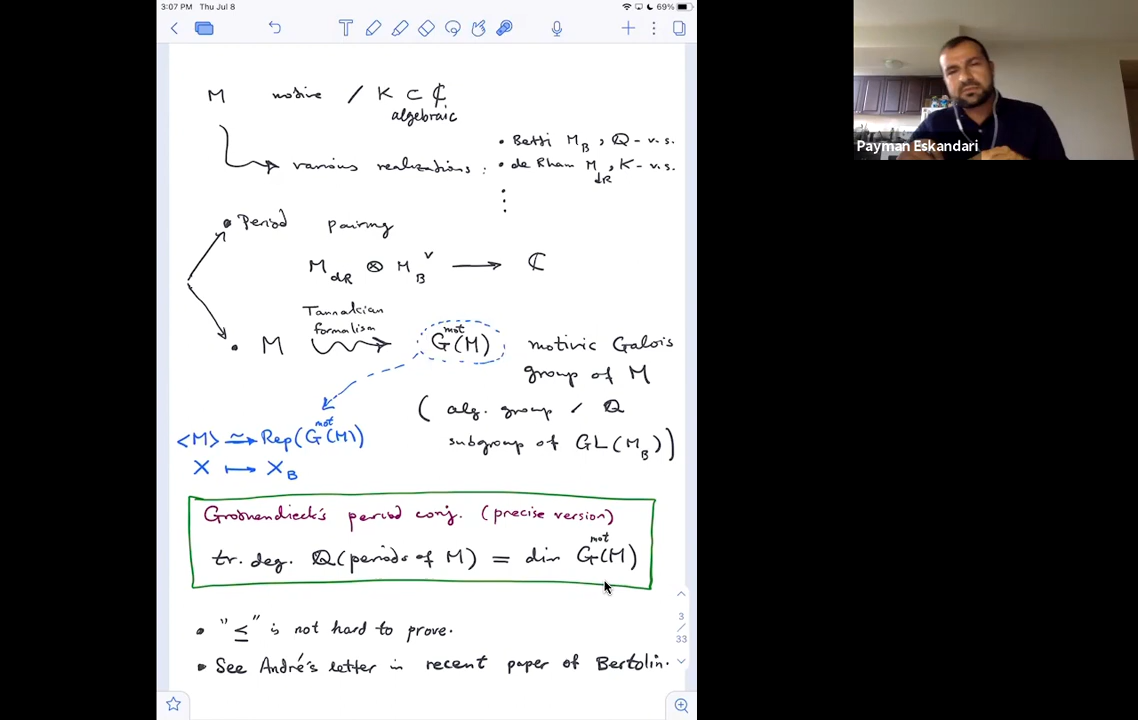 3:07 PM Thu Jul 8
69%
M motive / K ⊂ ℂ
algebraic
various realizations : • Betti M_B , ℚ - v.s.
• de Rham M_dR , K - v.s.
⋮
• Period pairing
M_dR ⊗ M_B^∨ ⟶ ℂ
Tannakian
formalism
• M ⇝ G^mot(M) motivic Galois
group of M
( alg. group / ℚ
subgroup of GL(M_B) )
<M> ≃→ Rep(G^mot(M))
X ⟼ X_B
Grothendieck's period conj. (precise version)
tr. deg. ℚ(periods of M) = dim G^mot(M)
• "≤" is not hard to prove.
• See André's letter in recent paper of Bertolin.
3
/
33
Payman Eskandari